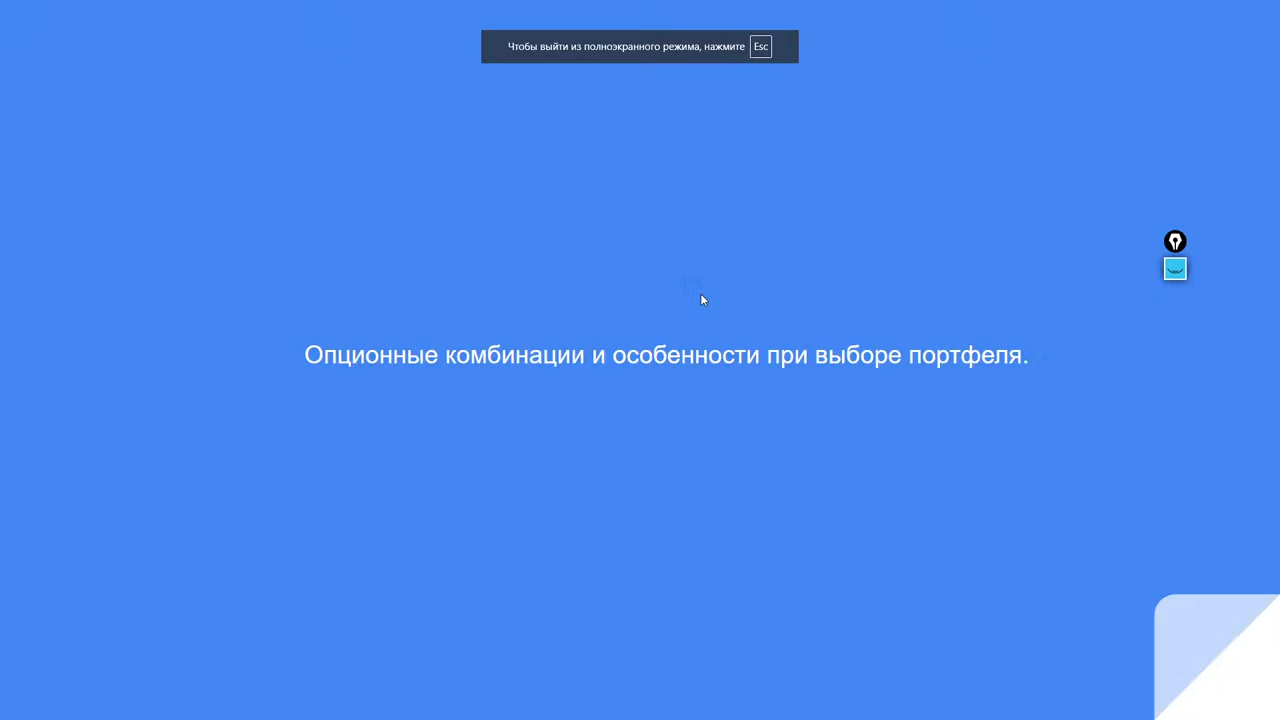 Чтобы выйти из полноэкранного режима, нажмите Esc
Опционные комбинации и особенности при выборе портфеля.